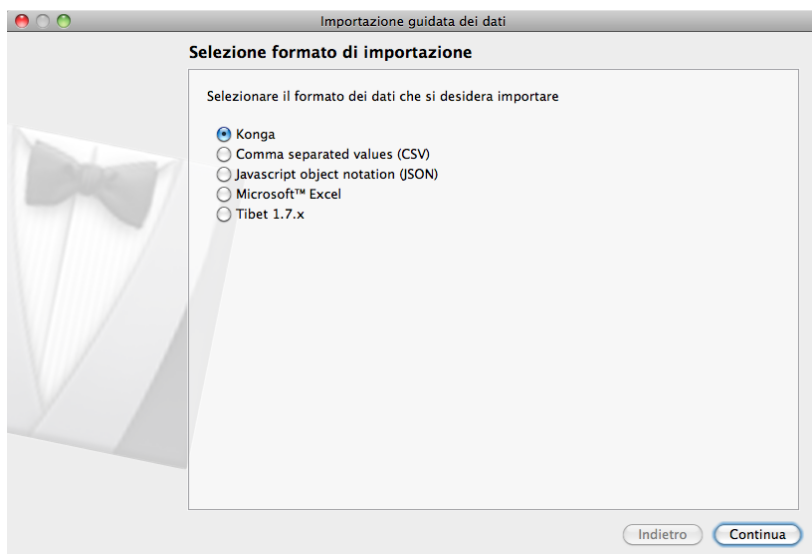 Importazione guidata dei dati
Selezione formato di importazione
Selezionare il formato dei dati che si desidera importare
Konga
Comma separated values (CSV)
Javascript object notation (JSON)
Microsoft™ Excel
Tibet 1.7.x
Indietro
Continua